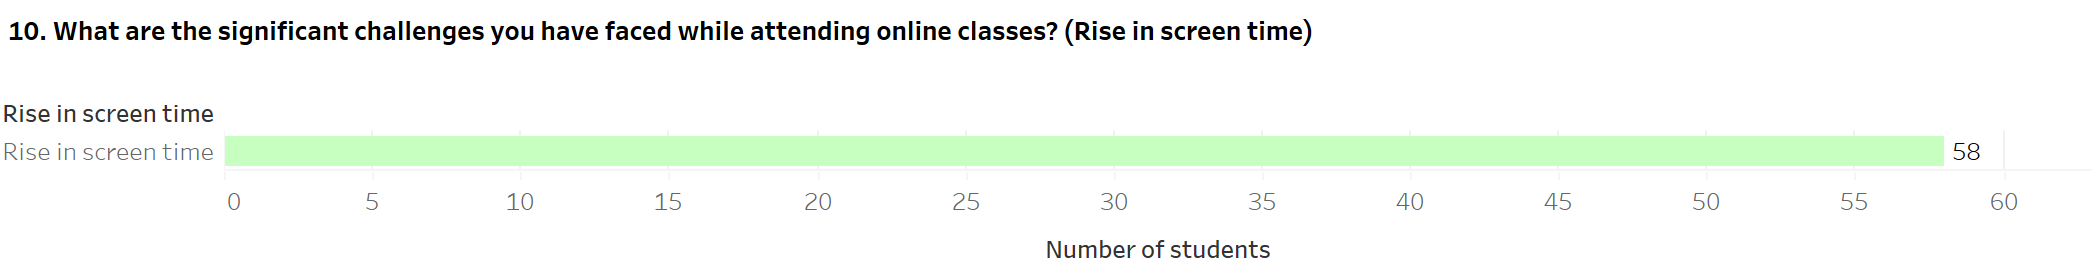 10. What are the significant challenges you have faced while attending online classes? (Rise in screen time)
Rise in screen time
Rise in screen time 58
0 5 10 15 20 25 30 35 40 45 50 55 60
Number of students